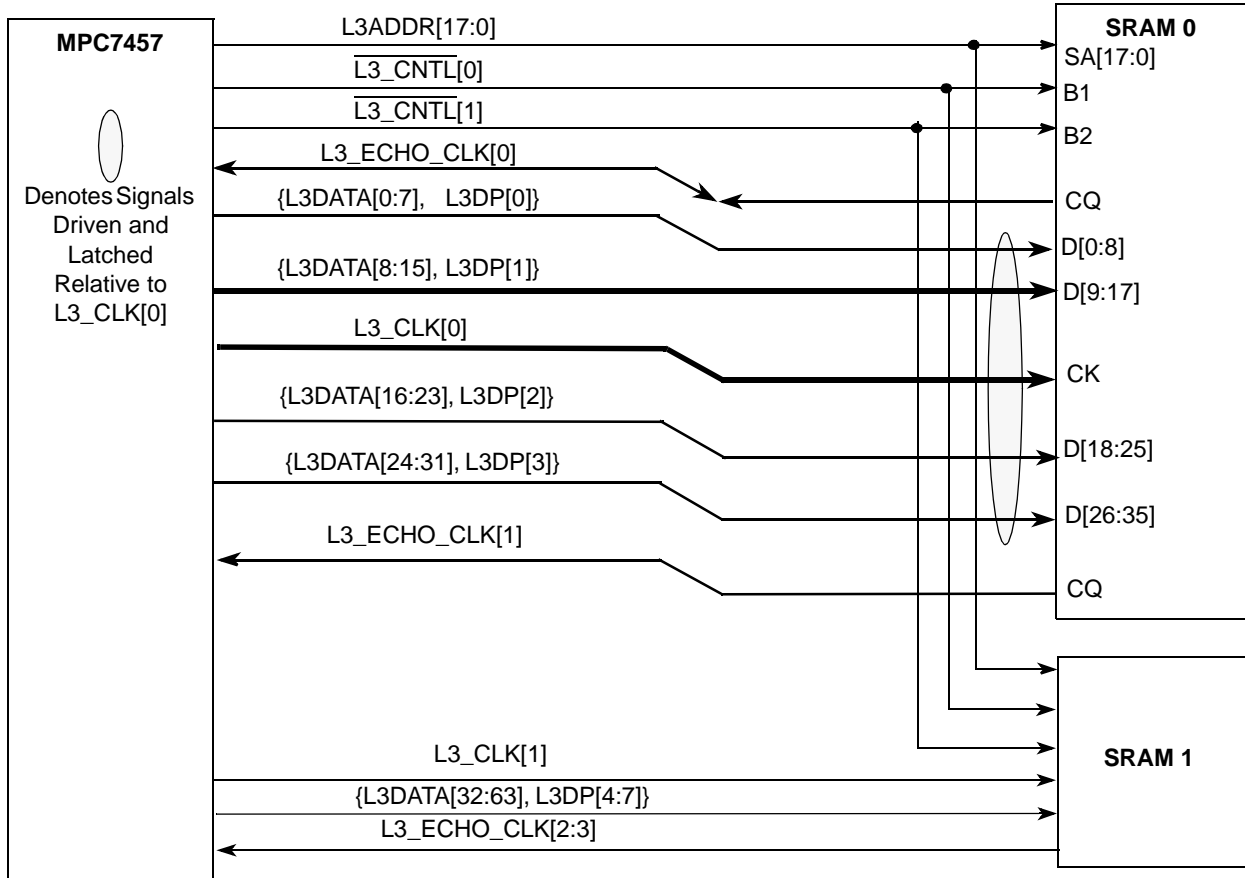 MPC7457
Denotes Signals
Driven and
Latched
Relative to
L3_CLK[0]
L3ADDR[17:0]
L3_CNTL[0]
L3_CNTL[1]
L3_ECHO_CLK[0]
{L3DATA[0:7], L3DP[0]}
{L3DATA[8:15], L3DP[1]}
L3_CLK[0]
{L3DATA[16:23], L3DP[2]}
{L3DATA[24:31], L3DP[3]}
L3_ECHO_CLK[1]
L3_CLK[1]
{L3DATA[32:63], L3DP[4:7]}
L3_ECHO_CLK[2:3]
SRAM 0
SA[17:0]
B1
B2
CQ
D[0:8]
D[9:17]
CK
D[18:25]
D[26:35]
CQ
SRAM 1